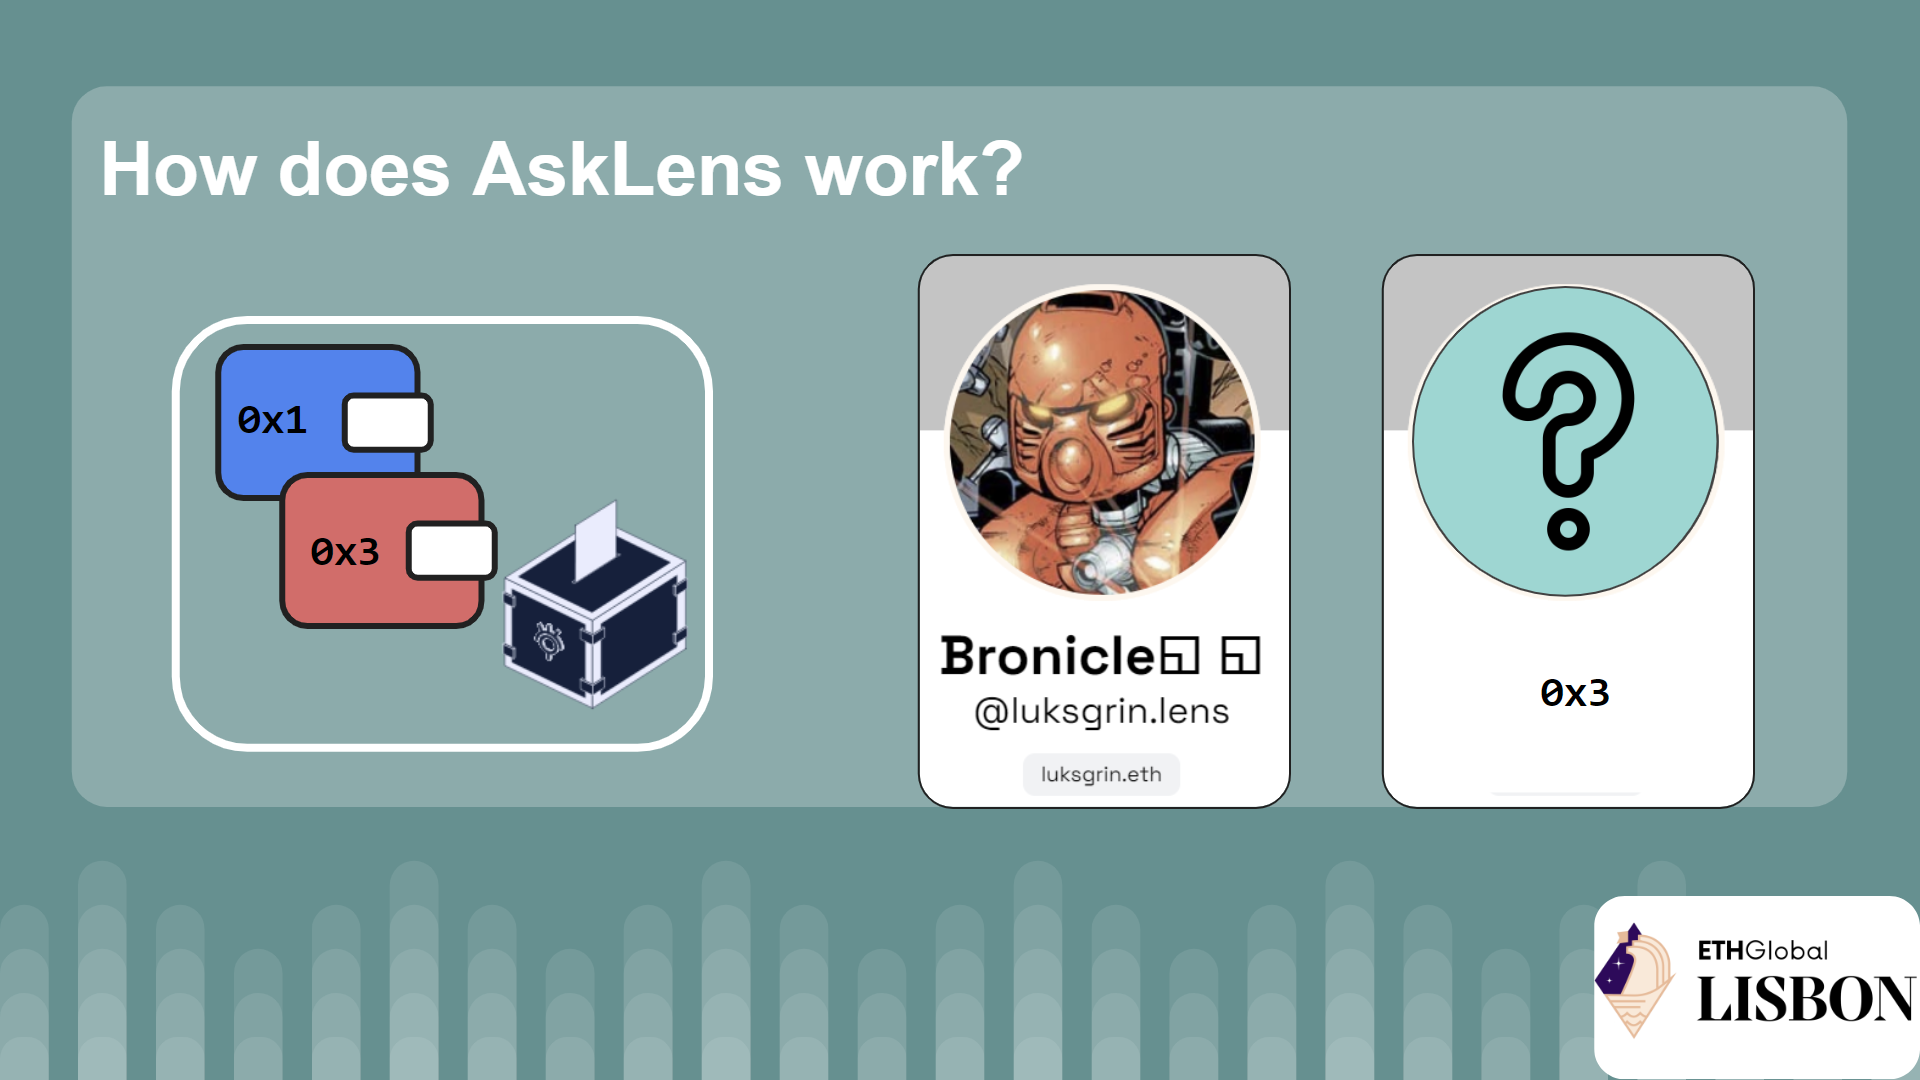 How does AskLens work?
0x1
0x3
Bronicle
@luksgrin.lens
luksgrin.eth
0x3
ETHGlobal
LISBON